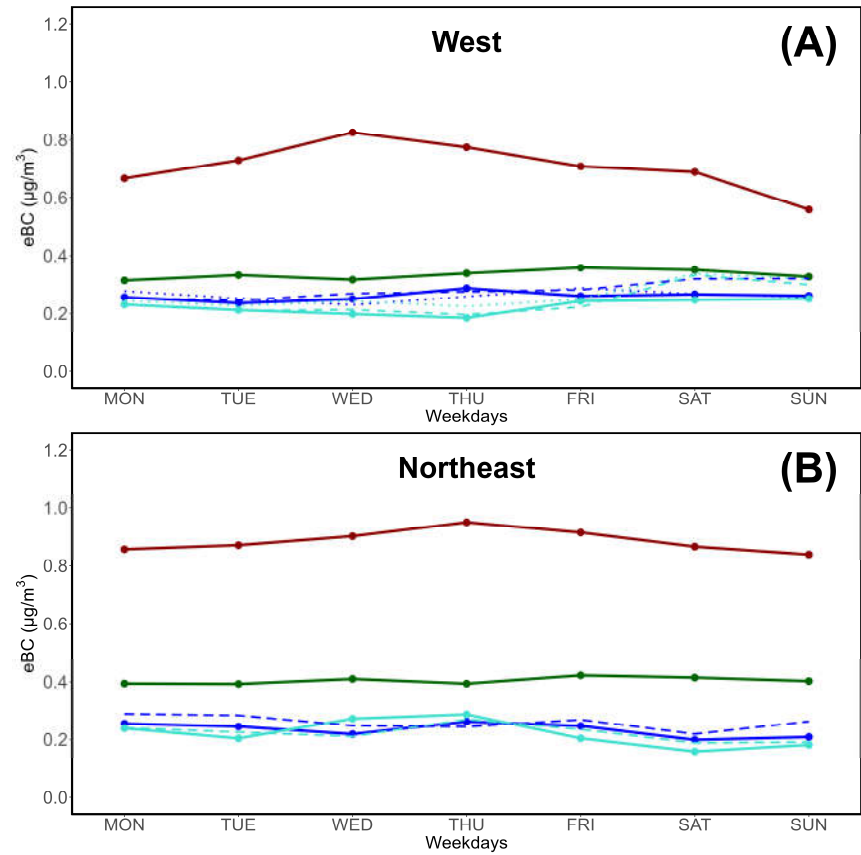 West (A)
1.2
1.0
0.8
0.6
0.4
0.2
0.0
eBC (µg/m³)
MON TUE WED THU FRI SAT SUN
Weekdays
Northeast (B)
1.2
1.0
0.8
0.6
0.4
0.2
0.0
eBC (µg/m³)
MON TUE WED THU FRI SAT SUN
Weekdays